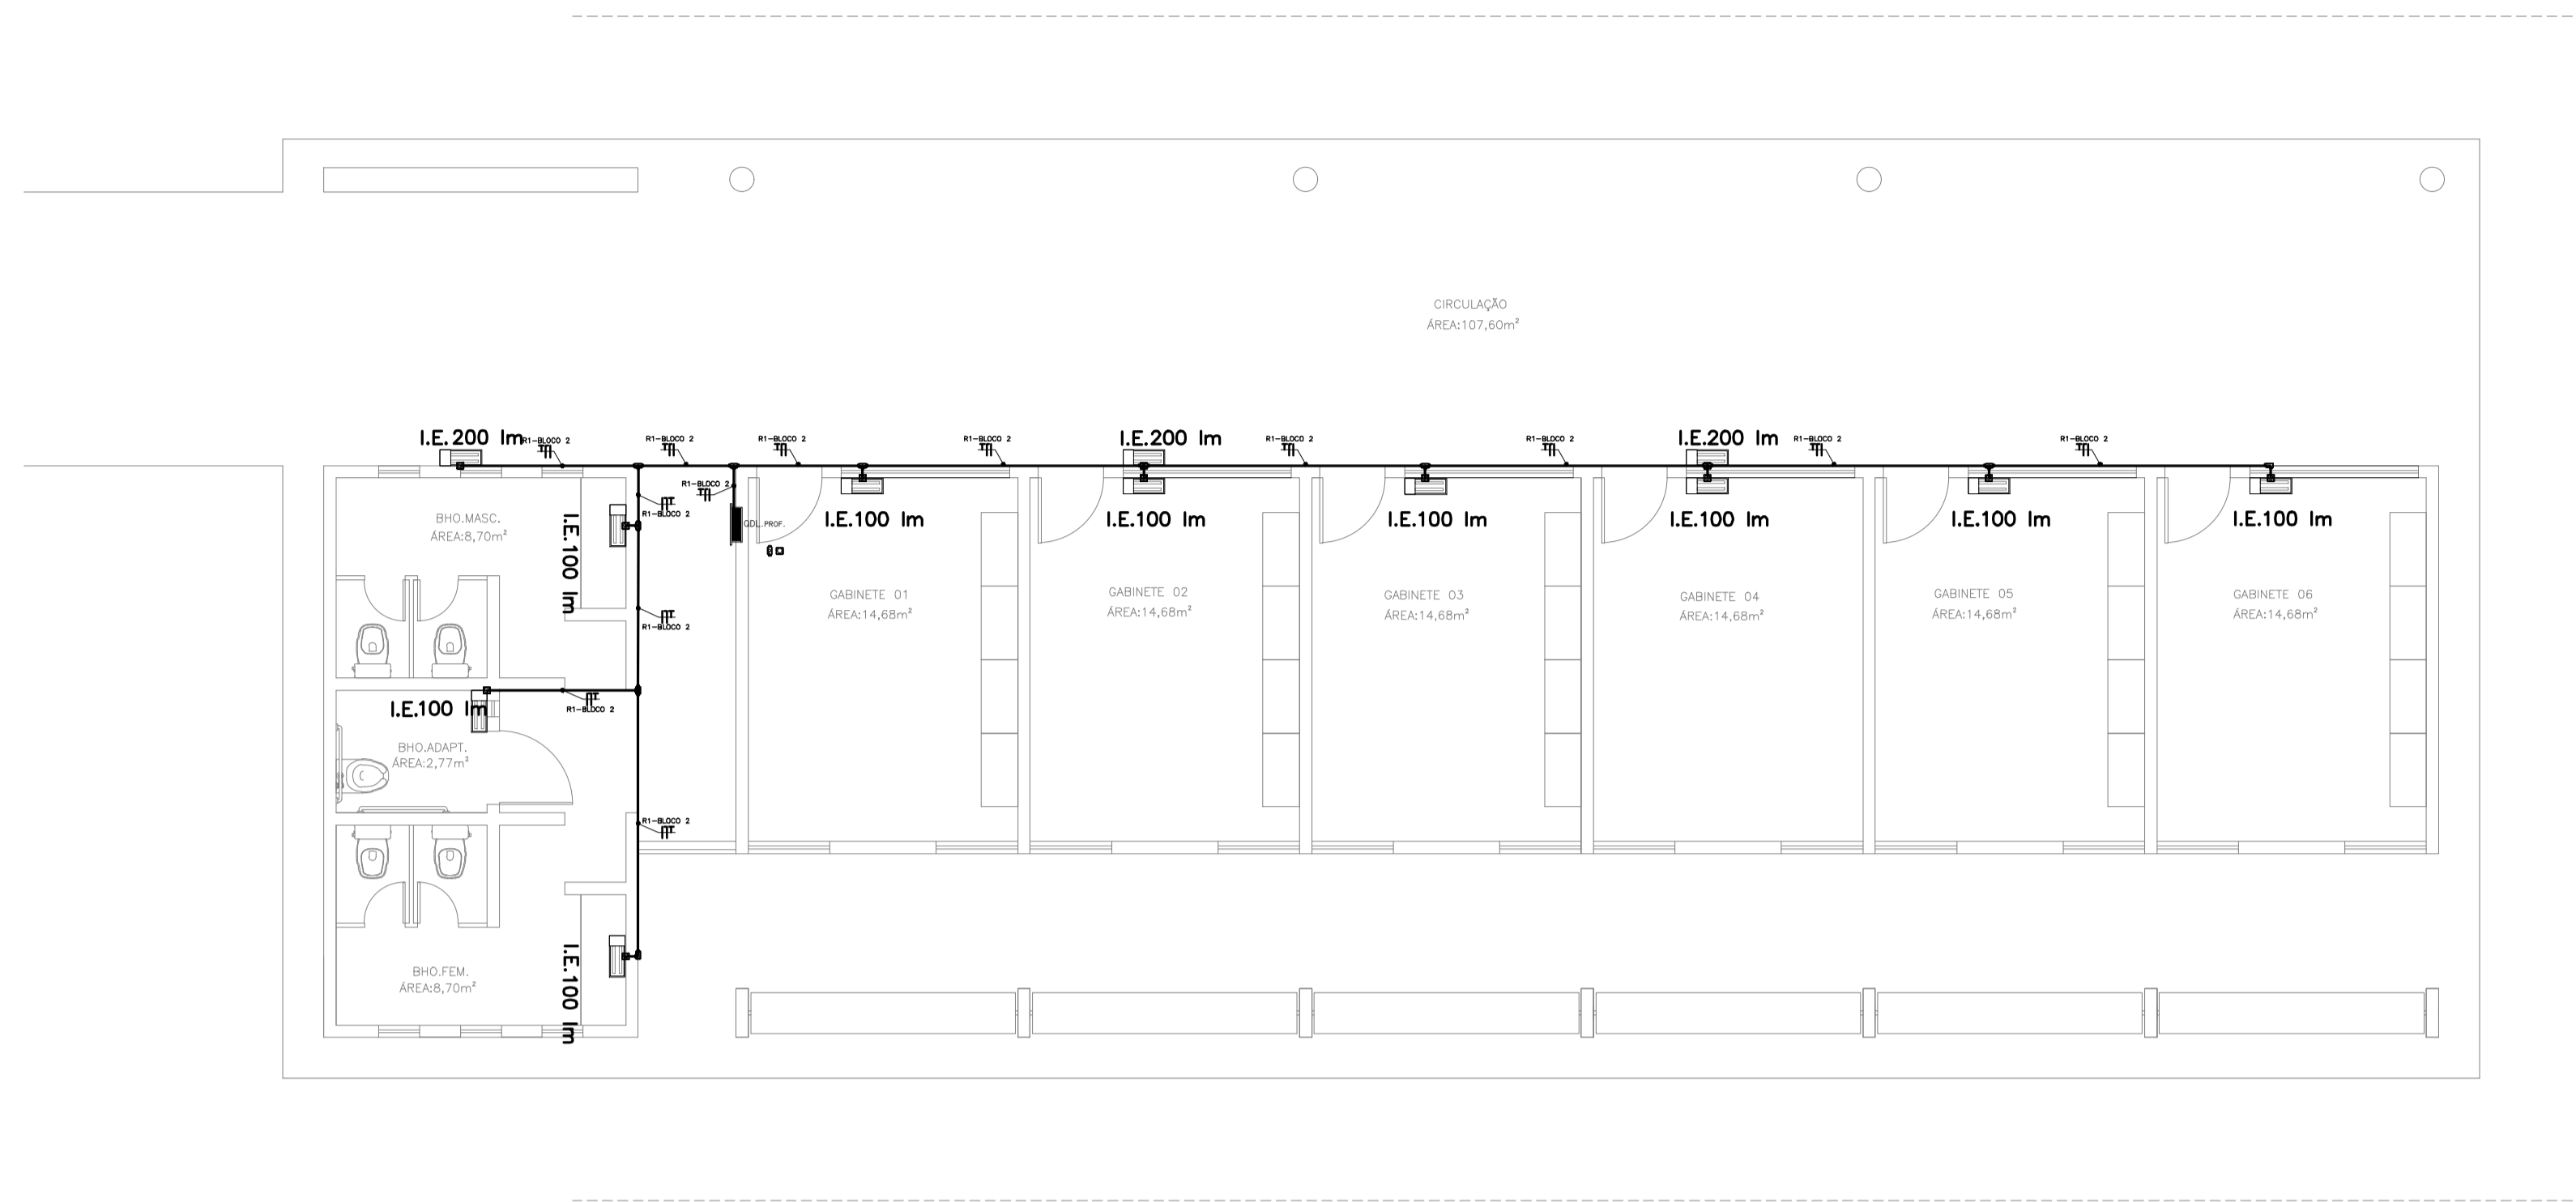 CIRCULAÇÃO
ÁREA:107,60m²
I.E.200 lm
R1-BLOCO 2
R1-BLOCO 2
R1-BLOCO 2
R1-BLOCO 2
I.E.200 lm
R1-BLOCO 2
R1-BLOCO 2
I.E.200 lm
R1-BLOCO 2
R1-BLOCO 2
R1-BLOCO 2
R1-BLOCO 2
QDL.PROF.
BHO.MASC.
ÁREA:8,70m²
I.E.100 lm
I.E.100 lm
I.E.100 lm
I.E.100 lm
I.E.100 lm
I.E.100 lm
I.E.100 lm
GABINETE 01
ÁREA:14,68m²
GABINETE 02
ÁREA:14,68m²
GABINETE 03
ÁREA:14,68m²
GABINETE 04
ÁREA:14,68m²
GABINETE 05
ÁREA:14,68m²
GABINETE 06
ÁREA:14,68m²
R1-BLOCO 2
I.E.100 lm
R1-BLOCO 2
BHO.ADAPT.
ÁREA:2,77m²
R1-BLOCO 2
BHO.FEM.
ÁREA:8,70m²
I.E.100 lm